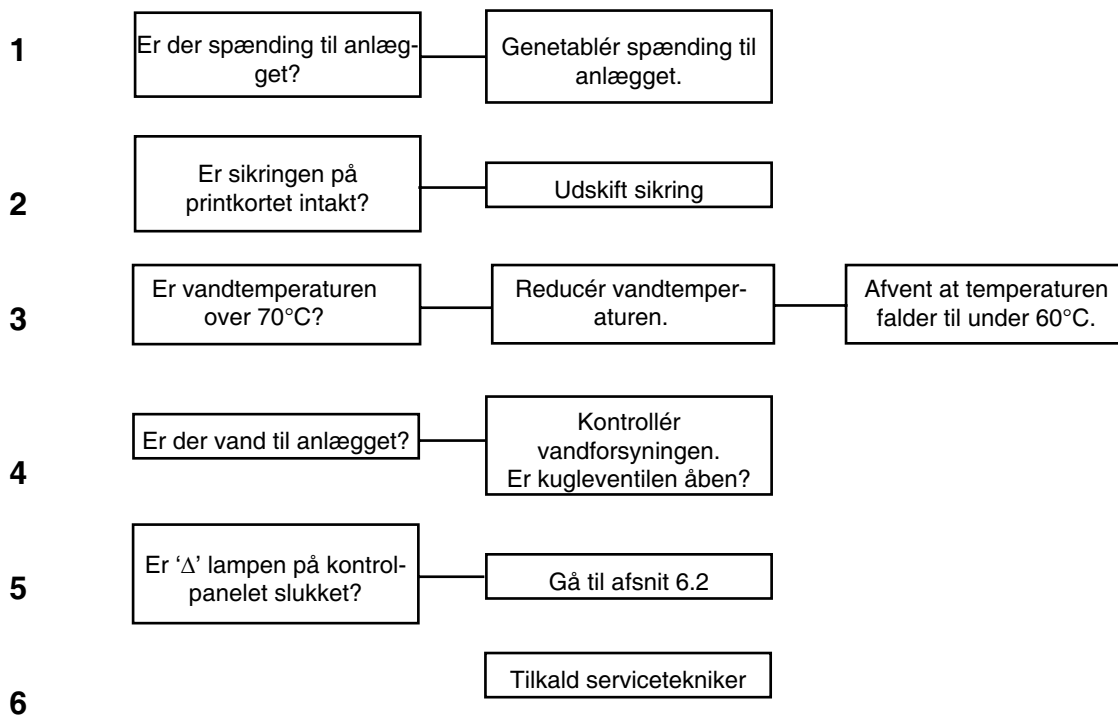 1
Er der spænding til anlæg-
get?
Genetablér spænding til
anlægget.
2
Er sikringen på
printkortet intakt?
Udskift sikring
3
Er vandtemperaturen
over 70°C?
Reducér vandtemper-
aturen.
Afvent at temperaturen
falder til under 60°C.
4
Er der vand til anlægget?
Kontrollér
vandforsyningen.
Er kugleventilen åben?
5
Er ‘Δ’ lampen på kontrol-
panelet slukket?
Gå til afsnit 6.2
6
Tilkald servicetekniker